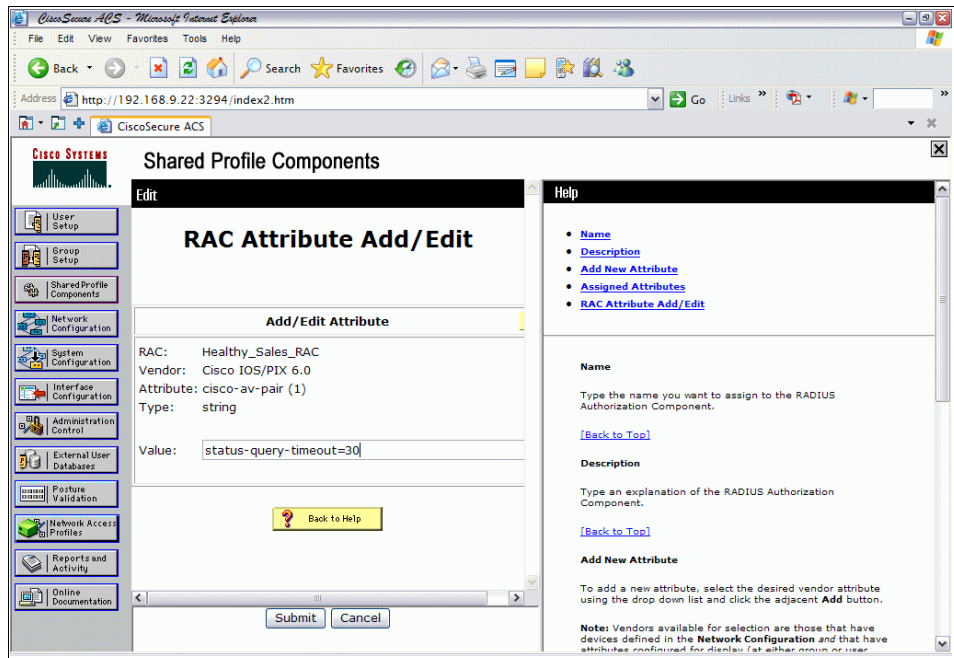 CiscoSecure ACS - Microsoft Internet Explorer
File Edit View Favorites Tools Help
Back Search Favorites
Address http://192.168.9.22:3294/index2.htm Go Links »
CiscoSecure ACS
CISCO SYSTEMS
Shared Profile Components
User Setup
Group Setup
Shared Profile Components
Network Configuration
System Configuration
Interface Configuration
Administration Control
External User Databases
Posture Validation
Network Access Profiles
Reports and Activity
Online Documentation
Edit
RAC Attribute Add/Edit
Add/Edit Attribute
RAC: Healthy_Sales_RAC
Vendor: Cisco IOS/PIX 6.0
Attribute: cisco-av-pair (1)
Type: string
Value: status-query-timeout=30
Back to Help
Submit Cancel
Help
• Name
• Description
• Add New Attribute
• Assigned Attributes
• RAC Attribute Add/Edit
Name
Type the name you want to assign to the RADIUS
Authorization Component.
[Back to Top]
Description
Type an explanation of the RADIUS Authorization
Component.
[Back to Top]
Add New Attribute
To add a new attribute, select the desired vendor attribute
using the drop down list and click the adjacent Add button.
Note: Vendors available for selection are those that have
devices defined in the Network Configuration and that have
attributes configured for display (at either group or user